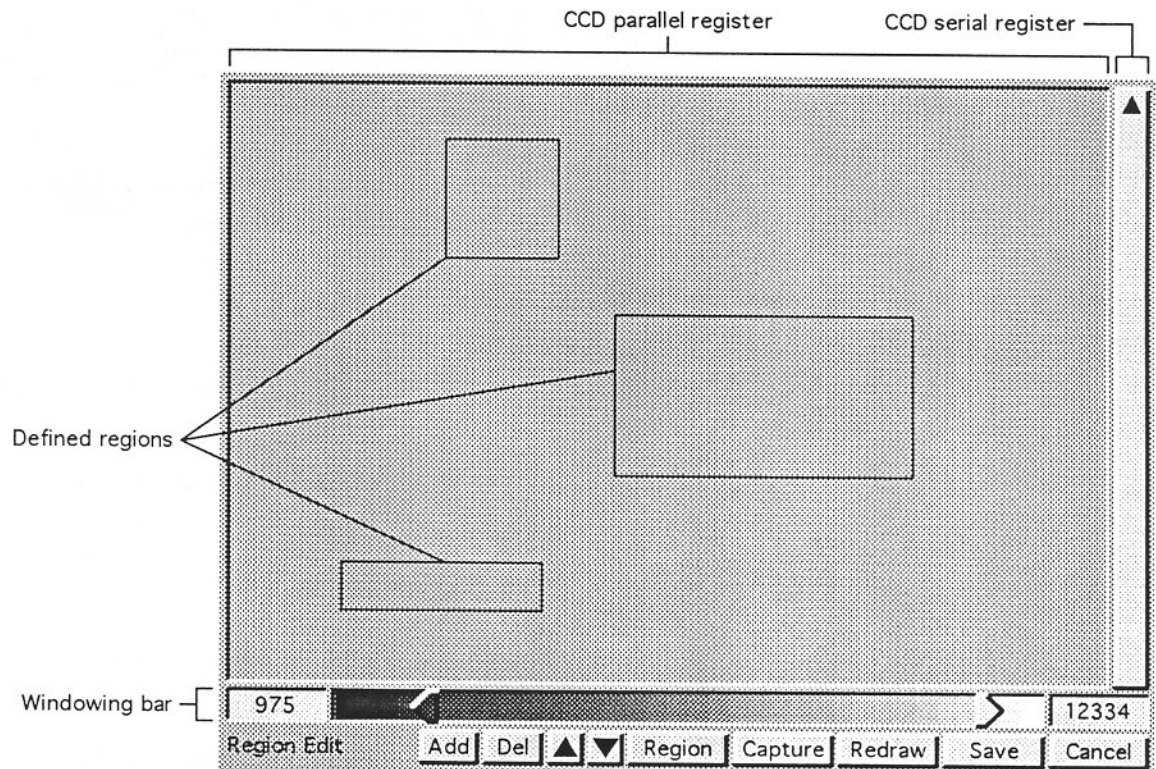 CCD parallel register
CCD serial register
Defined regions
Windowing bar
975
12334
Region Edit
Add
Del
Region
Capture
Redraw
Save
Cancel